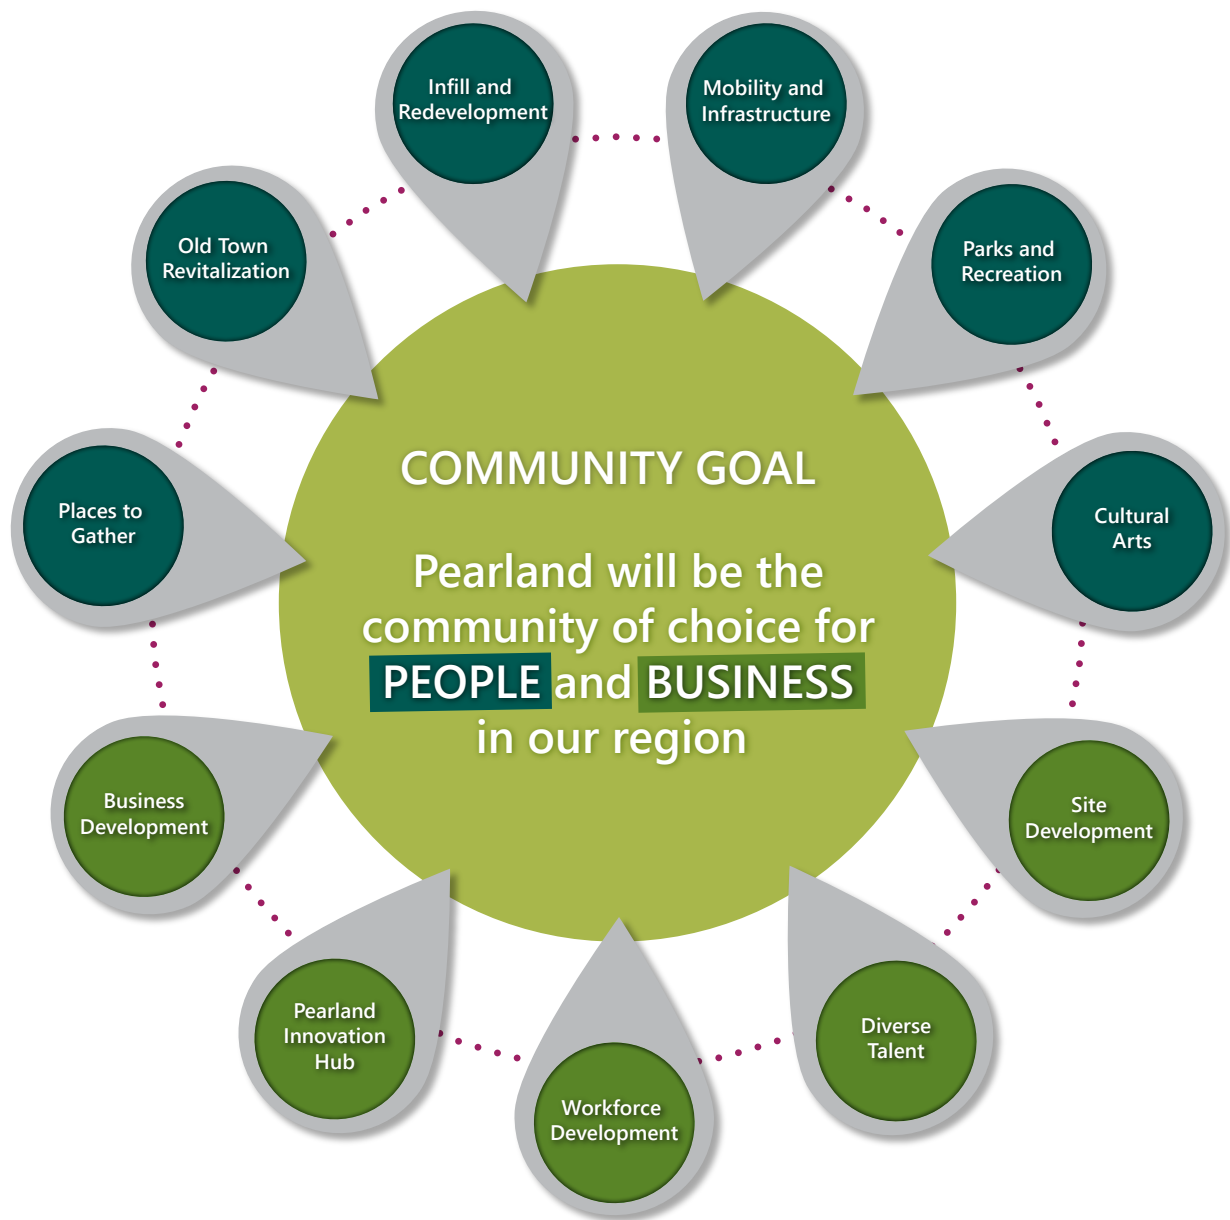 Infill and
Redevelopment
Mobility and
Infrastructure
Old Town
Revitalization
Parks and
Recreation
Places to
Gather
Cultural
Arts
COMMUNITY GOAL
Pearland will be the
community of choice for
PEOPLE and BUSINESS
in our region
Business
Development
Site
Development
Pearland
Innovation
Hub
Diverse
Talent
Workforce
Development